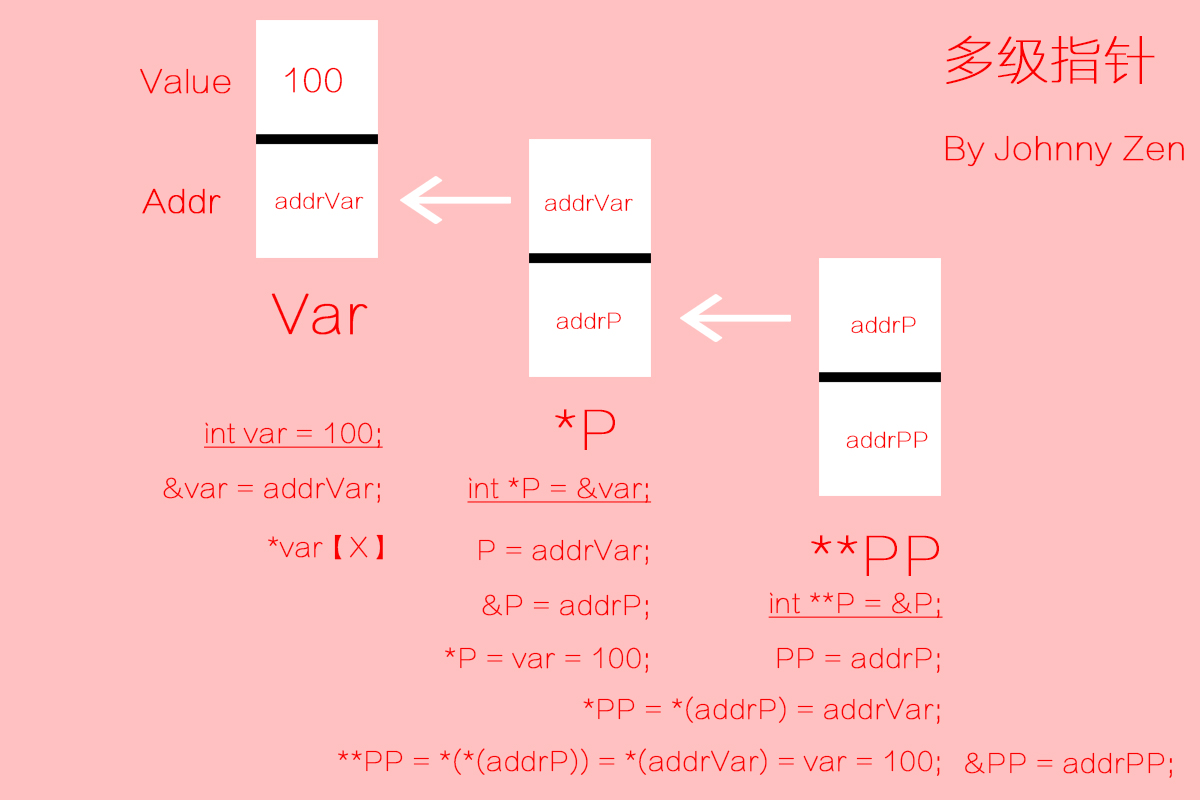 多级指针
By Johnny Zen
Value
100
Addr
addrVar
addrVar
addrP
addrP
addrPP
Var
*P
**PP
int var = 100;
&var = addrVar;
*var【X】
int *P = &var;
P = addrVar;
&P = addrP;
*P = var = 100;
int **P = &P;
PP = addrP;
*PP = *(addrP) = addrVar;
**PP = *(*(addrP)) = *(addrVar) = var = 100;
&PP = addrPP;